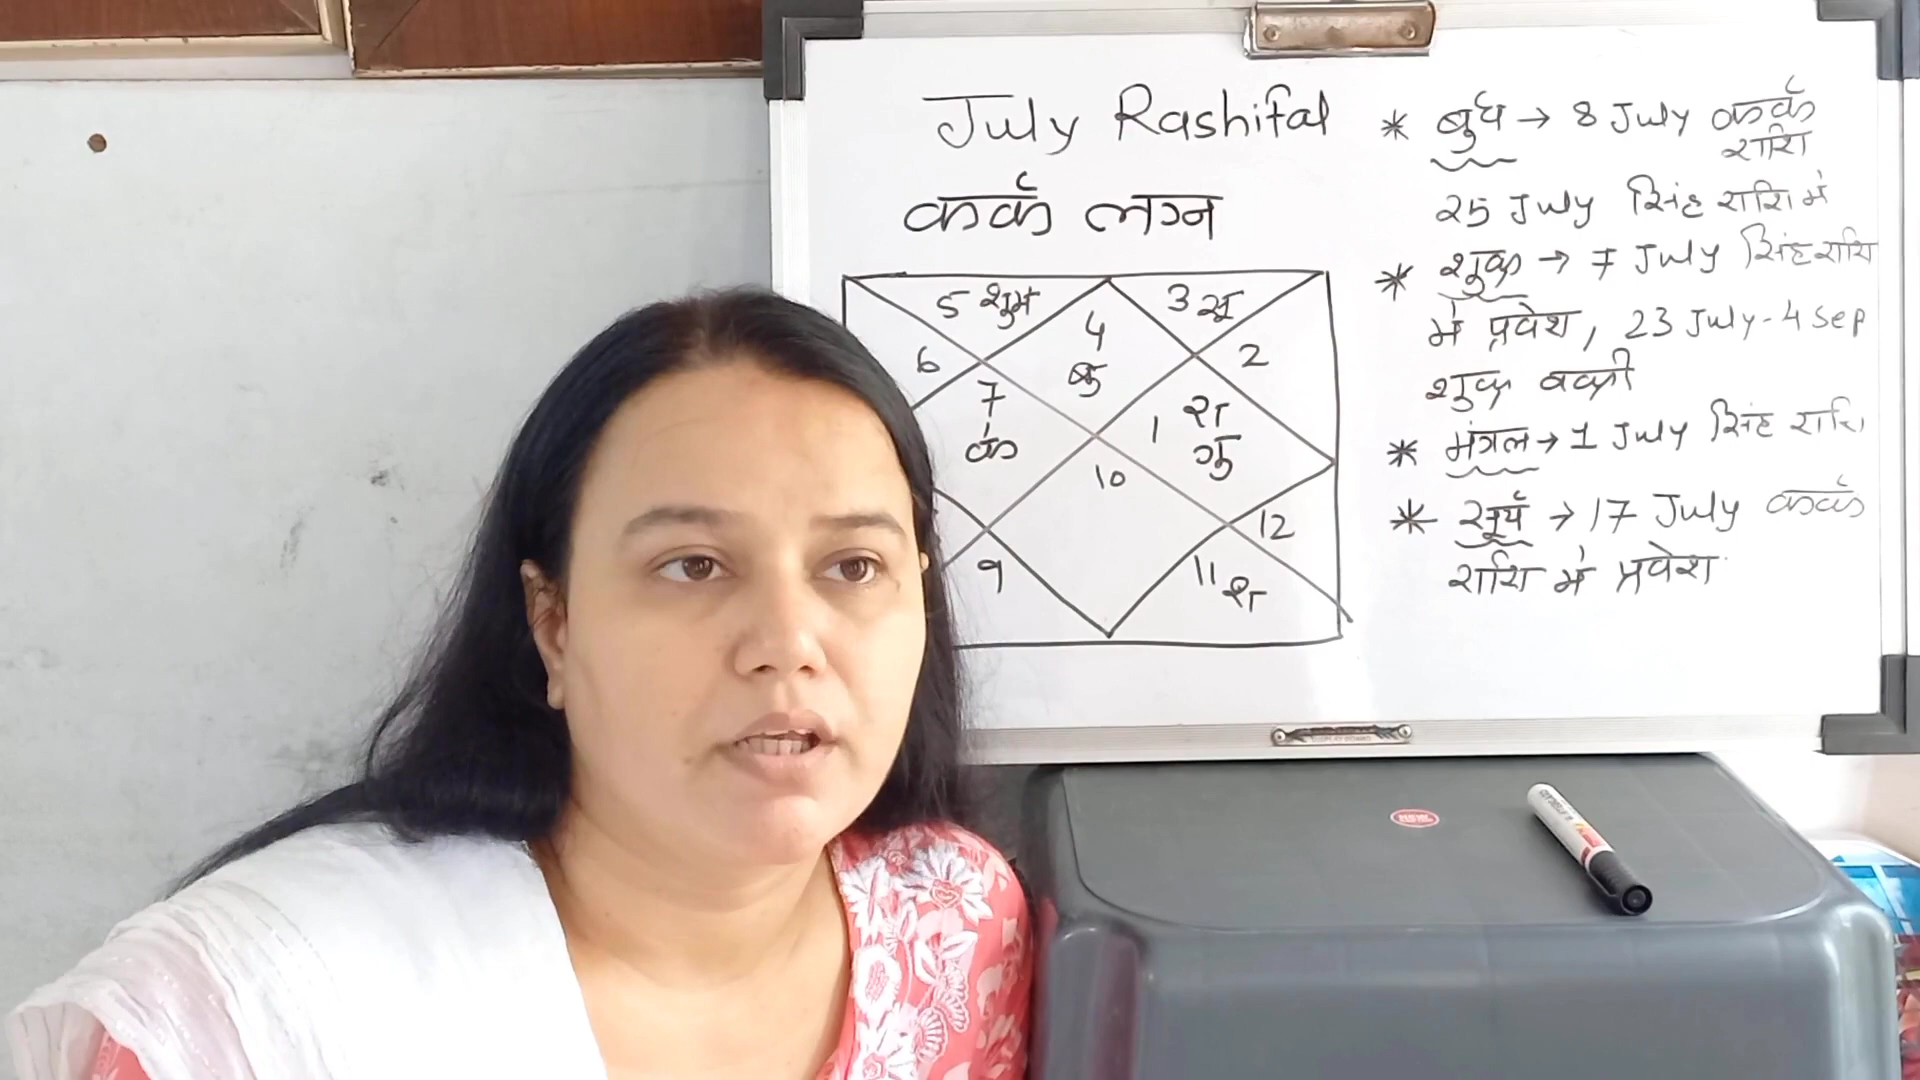 July Rashifal
कर्क लग्न
5 शु मं
3 सू
4
बु
6
2
7
के
1 रा
गु
10
12
9
11 श
* बुध → 8 July कर्क
राशि
25 July सिंह राशि में
* शुक्र → 7 July सिंह राशि
में प्रवेश, 23 July - 4 Sep
शुक्र वक्री
* मंगल → 1 July सिंह राशि
* सूर्य → 17 July कर्क
राशि में प्रवेश
NEW